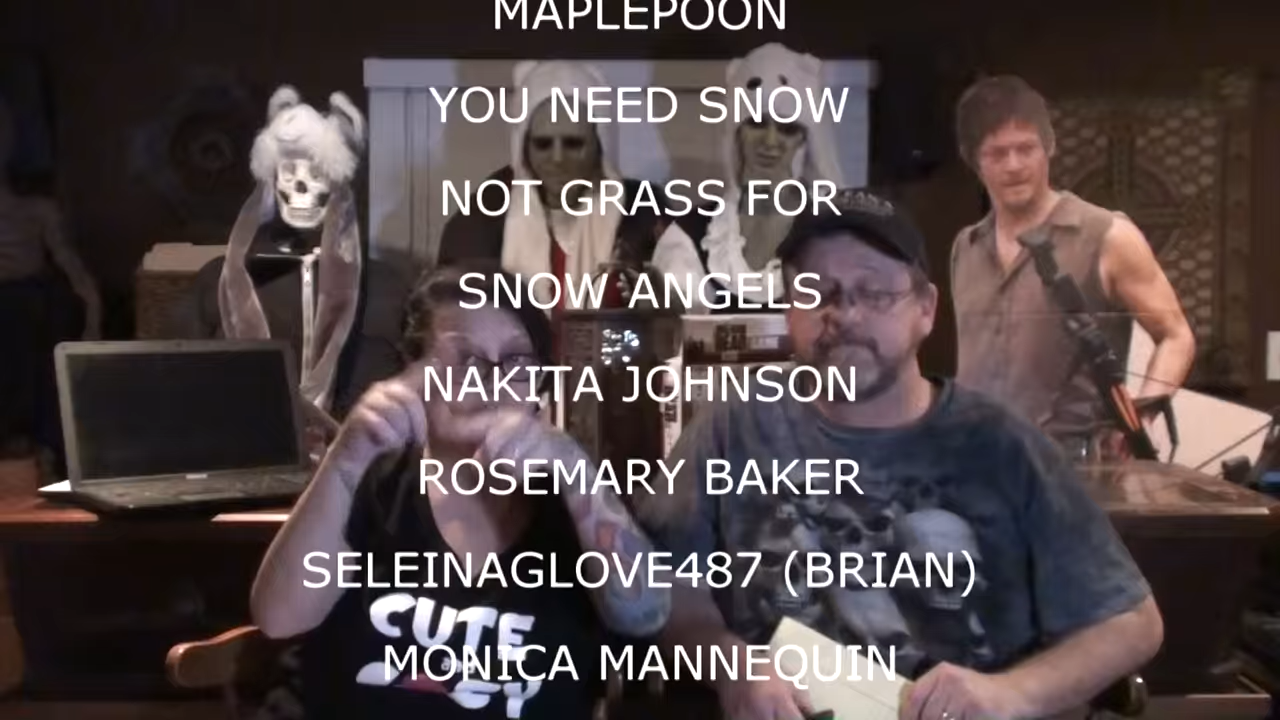 MAPLEPOON
YOU NEED SNOW
NOT GRASS FOR
SNOW ANGELS
NAKITA JOHNSON
ROSEMARY BAKER
SELEINAGLOVE487 (BRIAN)
MONICA MANNEQUIN
CUTE